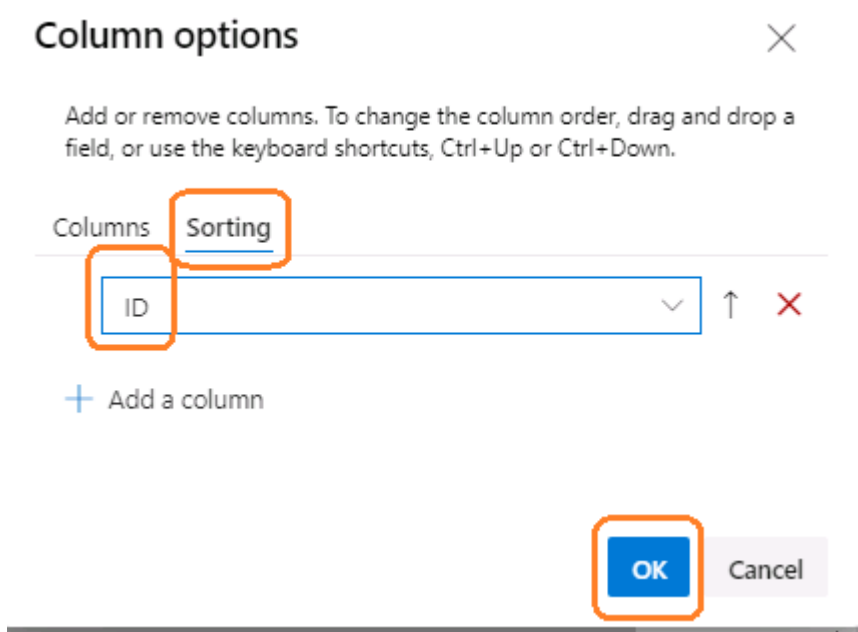 Column options
Add or remove columns. To change the column order, drag and drop a
field, or use the keyboard shortcuts, Ctrl+Up or Ctrl+Down.
Columns Sorting
ID
Add a column
OK Cancel